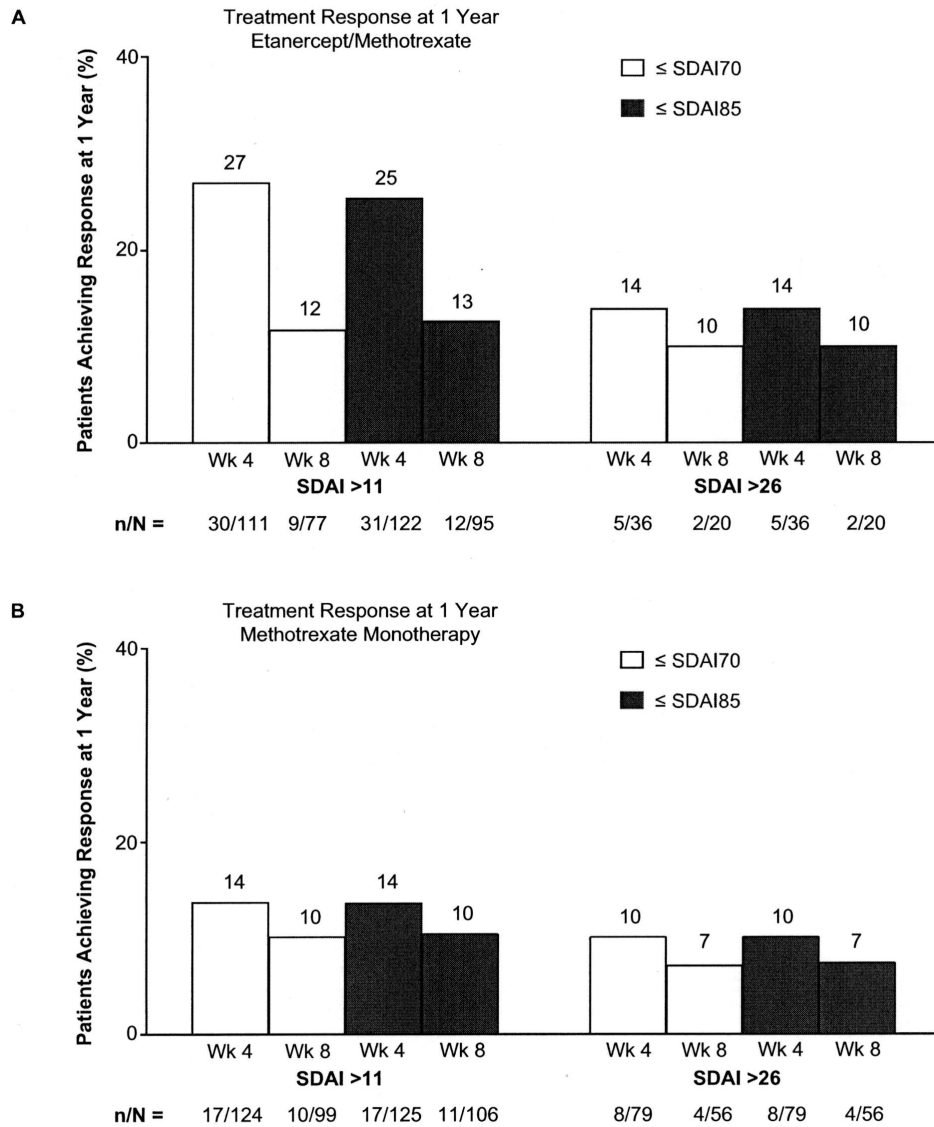 A
Treatment Response at 1 Year
Etanercept/Methotrexate
Patients Achieving Response at 1 Year (%)
40
20
0
≤ SDAI70
≤ SDAI85
27
12
25
13
14
10
14
10
Wk 4 Wk 8 Wk 4 Wk 8 Wk 4 Wk 8 Wk 4 Wk 8
SDAI >11 SDAI >26
n/N = 30/111 9/77 31/122 12/95 5/36 2/20 5/36 2/20
B
Treatment Response at 1 Year
Methotrexate Monotherapy
Patients Achieving Response at 1 Year (%)
40
20
0
≤ SDAI70
≤ SDAI85
14
10
14
10
10
7
10
7
Wk 4 Wk 8 Wk 4 Wk 8 Wk 4 Wk 8 Wk 4 Wk 8
SDAI >11 SDAI >26
n/N = 17/124 10/99 17/125 11/106 8/79 4/56 8/79 4/56